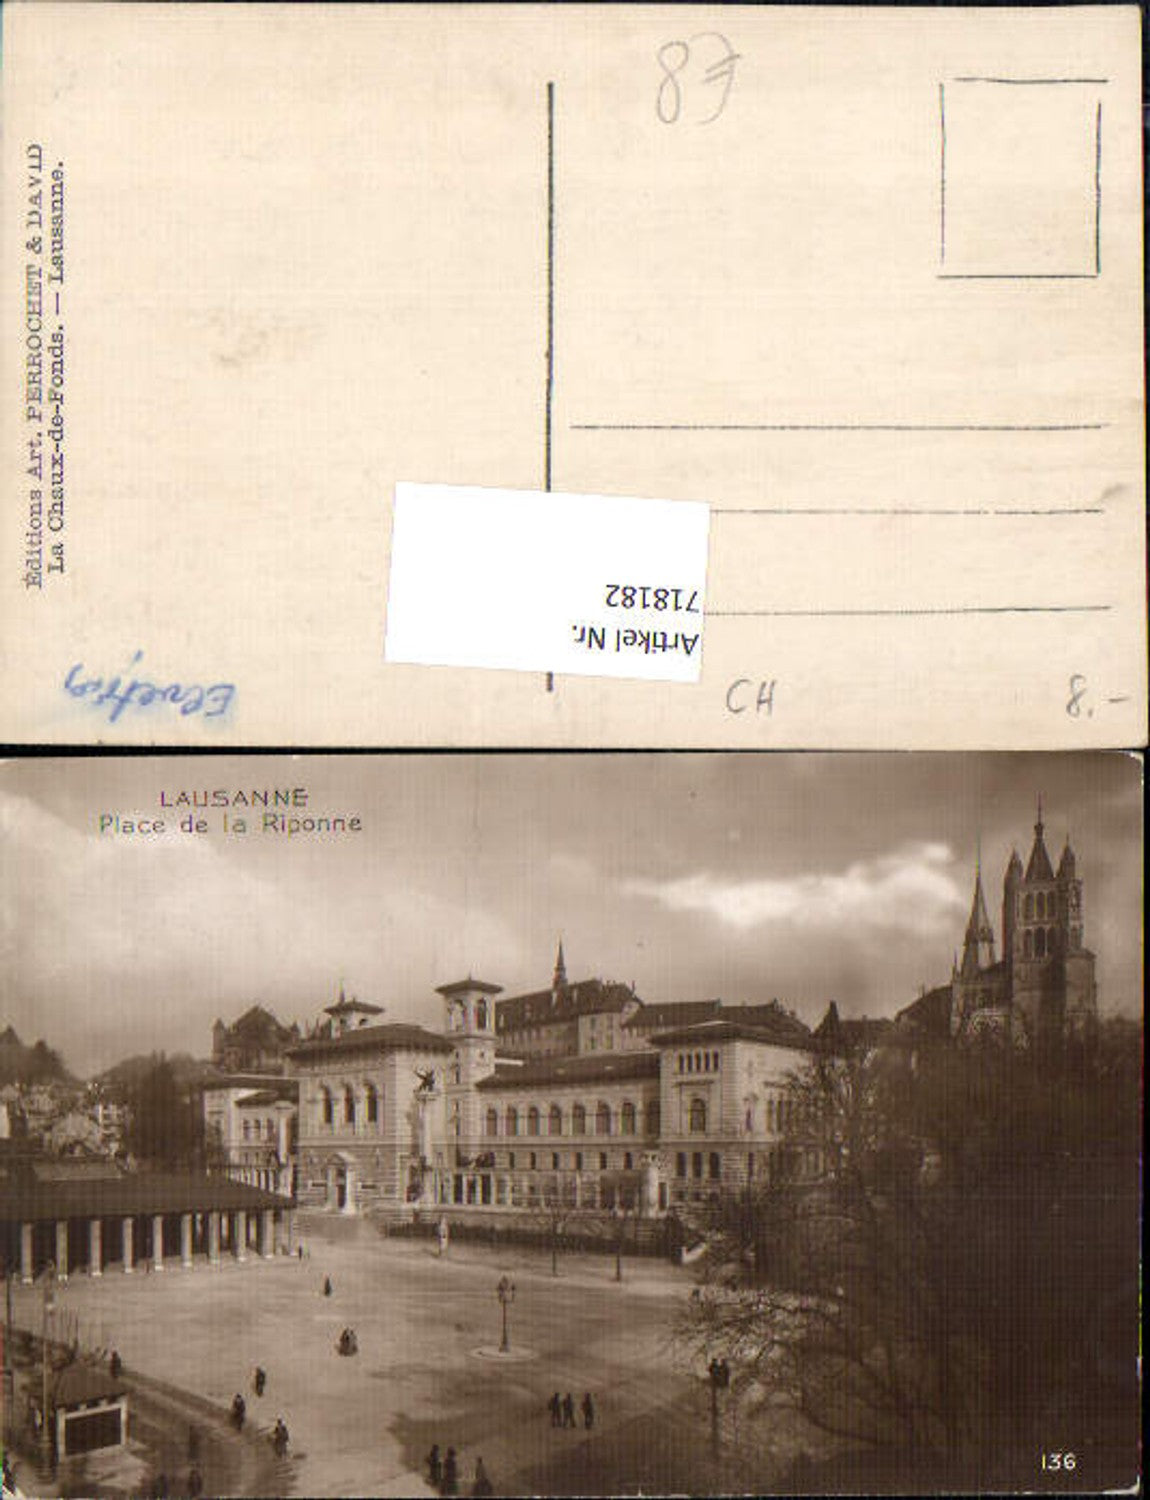 87
Éditions Art. PERROCHET & DAVID
La Chaux-de-Fonds. — Lausanne.
Artikel Nr.
718182
CH
8.-
LAUSANNE
Place de la Riponne
136